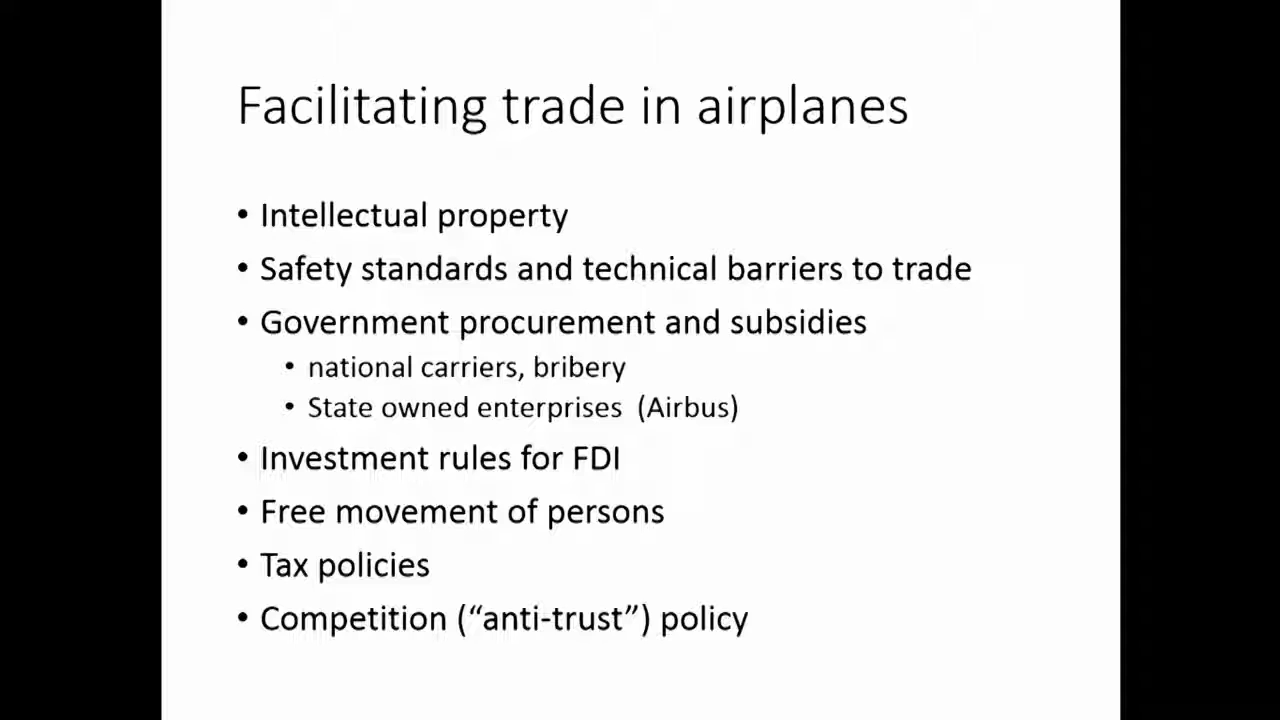 Facilitating trade in airplanes
• Intellectual property
• Safety standards and technical barriers to trade
• Government procurement and subsidies
• national carriers, bribery
• State owned enterprises (Airbus)
• Investment rules for FDI
• Free movement of persons
• Tax policies
• Competition (“anti-trust”) policy